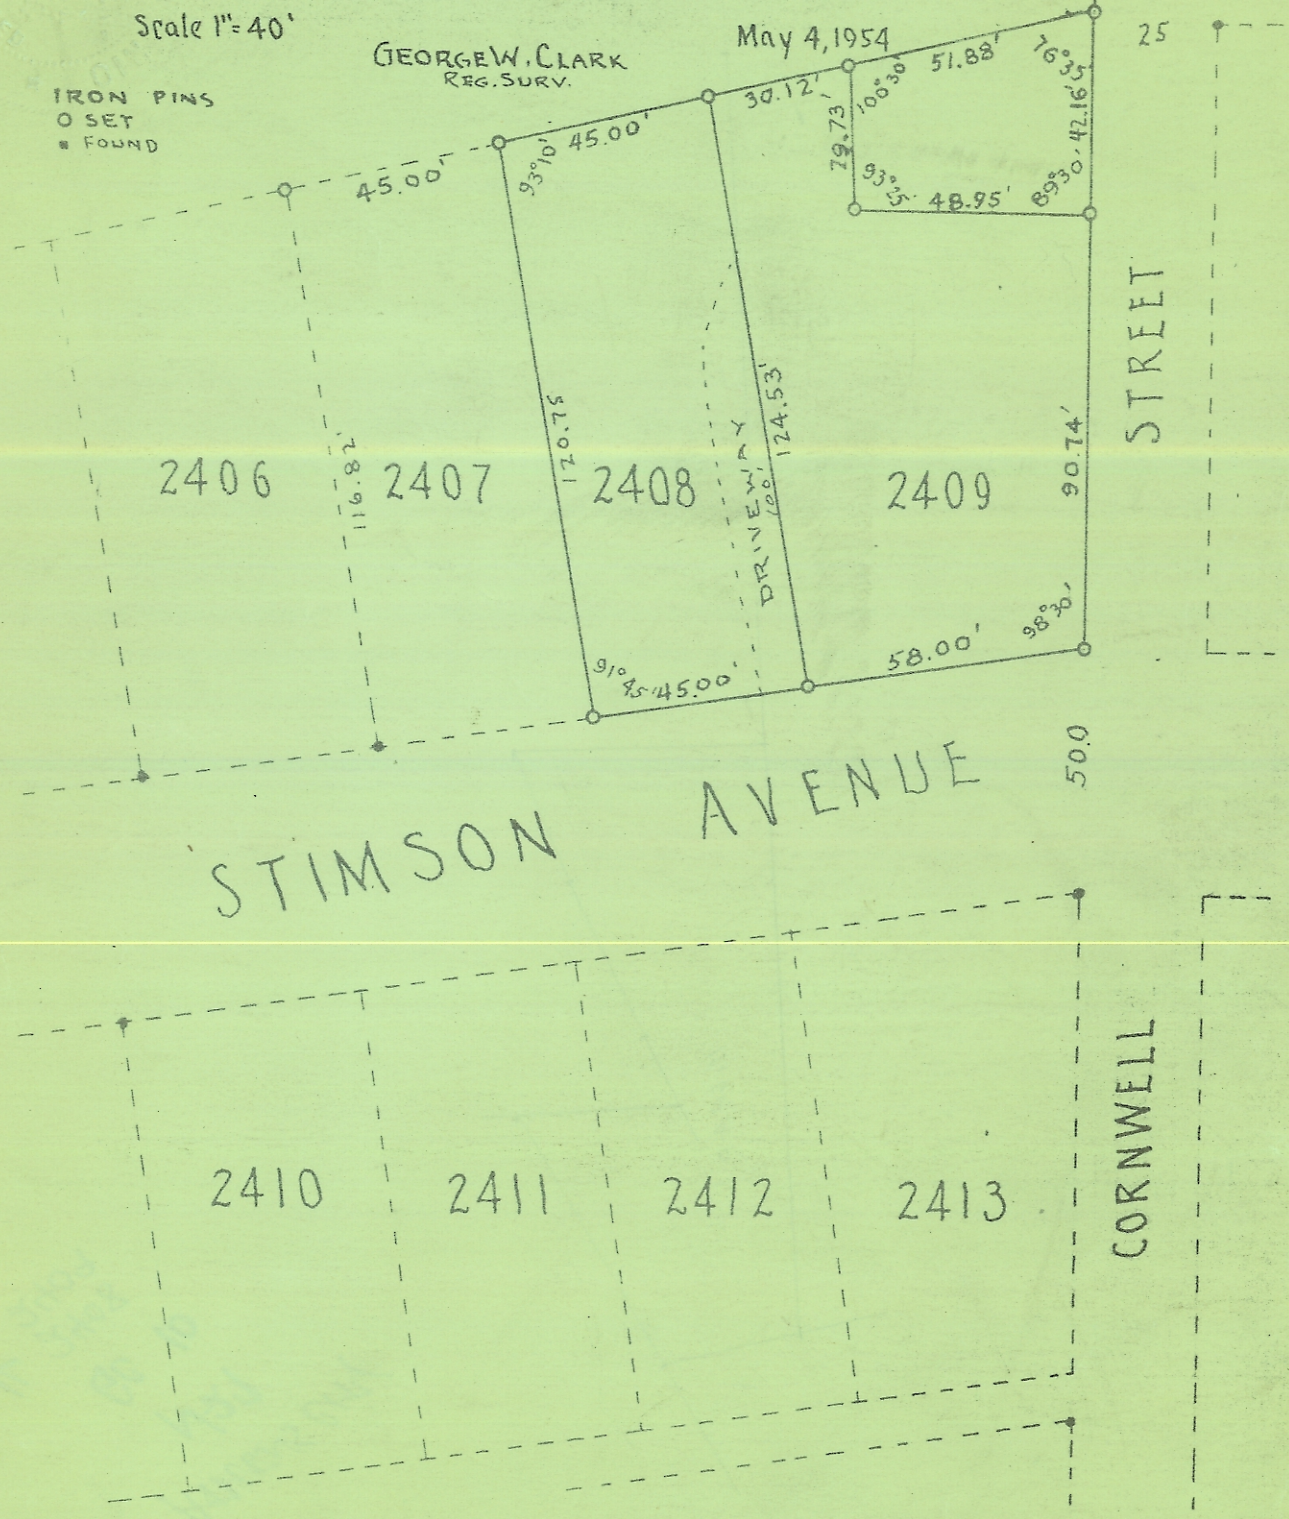 Scale 1"= 40'
GEORGE W. CLARK
REG. SURV.
May 4, 1954
IRON PINS
O SET
▪ FOUND
25
51.88'
76°35'
30.12'
100°30'
45.00'
93°10'
45.00'
29.73'
42.16'
93°25'
48.95'
89°30'
STREET
120.75
124.53'
90.74'
116.82'
2406
2407
2408
2409
DRIVEWAY
98°30'
58.00'
45.00'
50.0
STIMSON AVENUE
CORNWELL
2410
2411
2412
2413